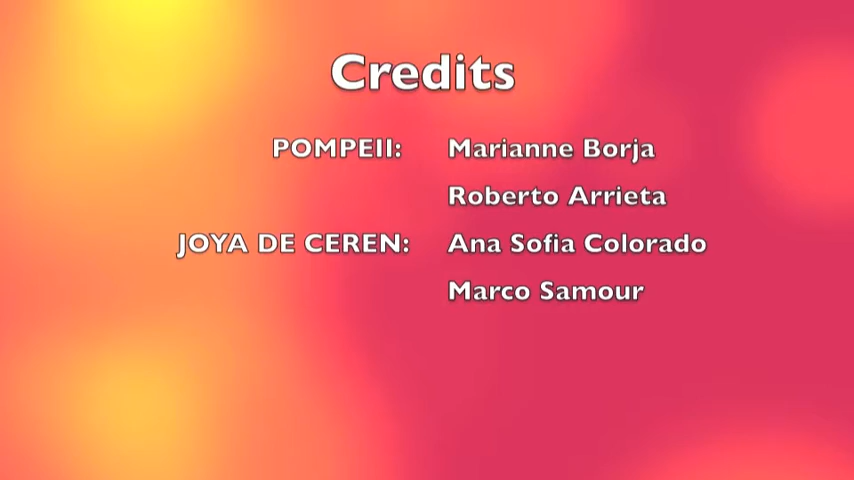 Credits
POMPEII: Marianne Borja
Roberto Arrieta
JOYA DE CEREN: Ana Sofia Colorado
Marco Samour